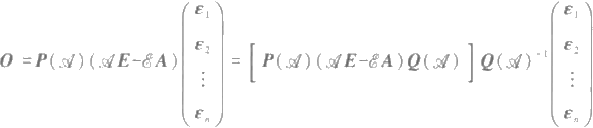 O = P(𝒜)(𝒜E−ℰA)(ε₁ ε₂ ⋮ εₙ) = [P(𝒜)(𝒜E−ℰA)Q(𝒜)]Q(𝒜)⁻¹(ε₁ ε₂ ⋮ εₙ)